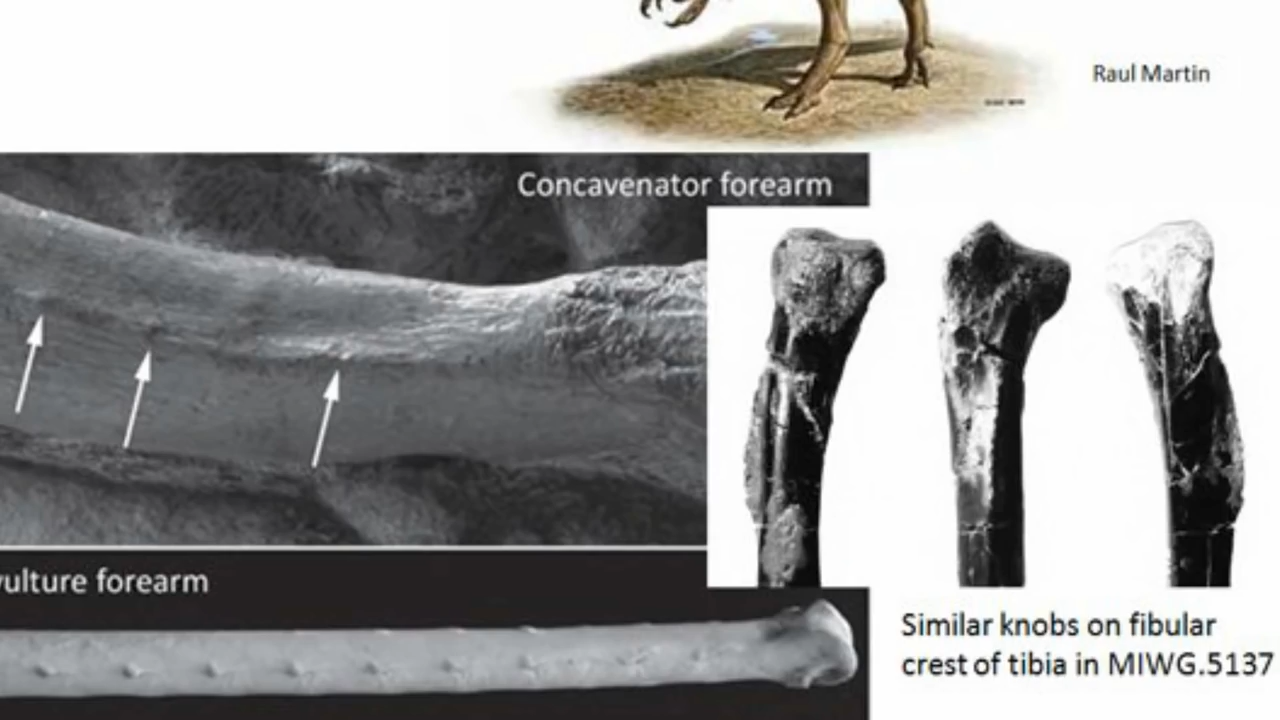 Raul Martin
Concavenator forearm
vulture forearm
Similar knobs on fibular
crest of tibia in MIWG.5137